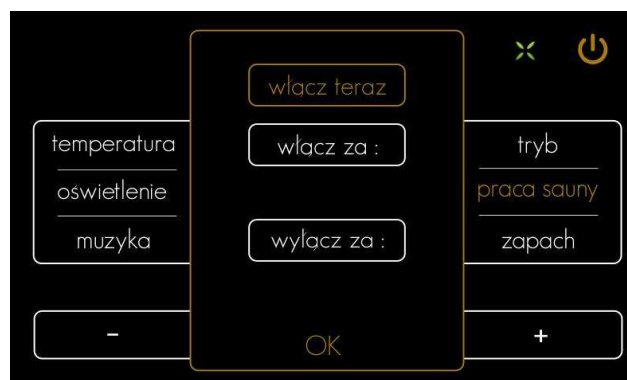 włącz teraz
temperatura
włącz za :
tryb
oświetlenie
praca sauny
muzyka
wyłącz za :
zapach
-
OK
+